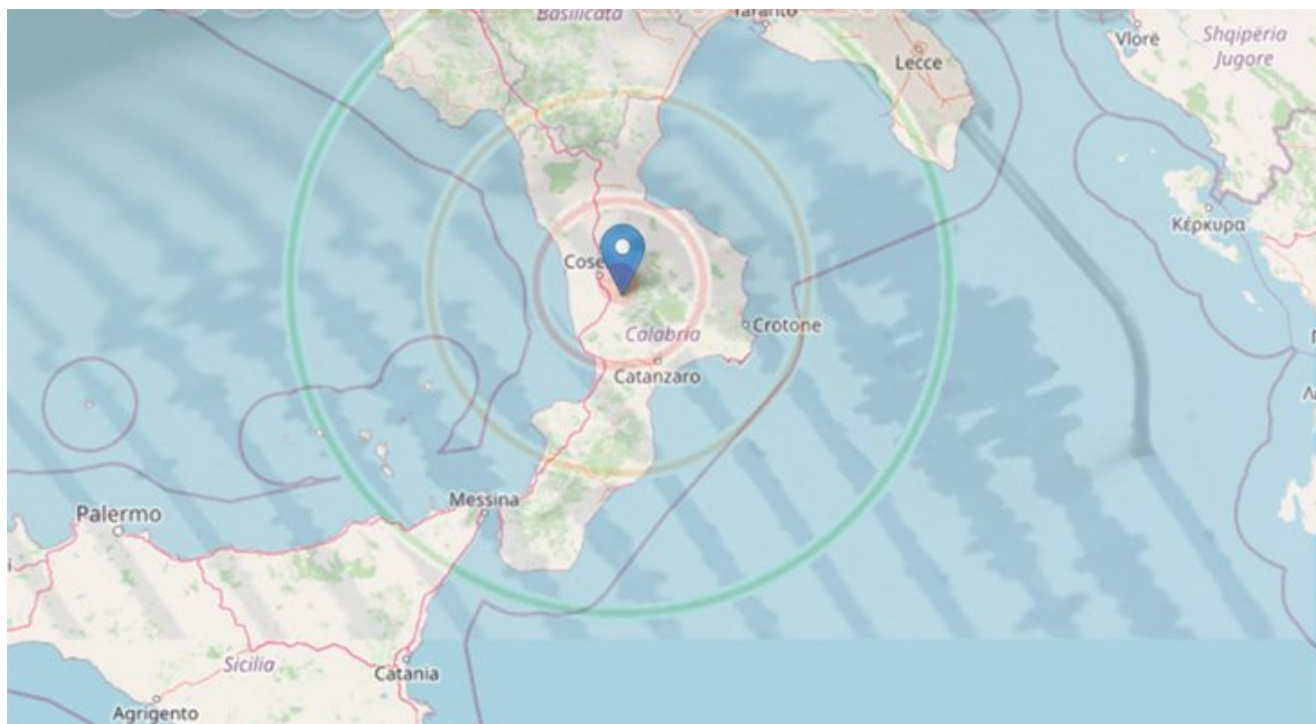 Basilicata
Taranto
Vlorë
Shqipëria
Jugore
Lecce
Κέρκυρα
Cose
Crotone
Calabria
Catanzaro
Messina
Palermo
Sicilia
Catania
Agrigento